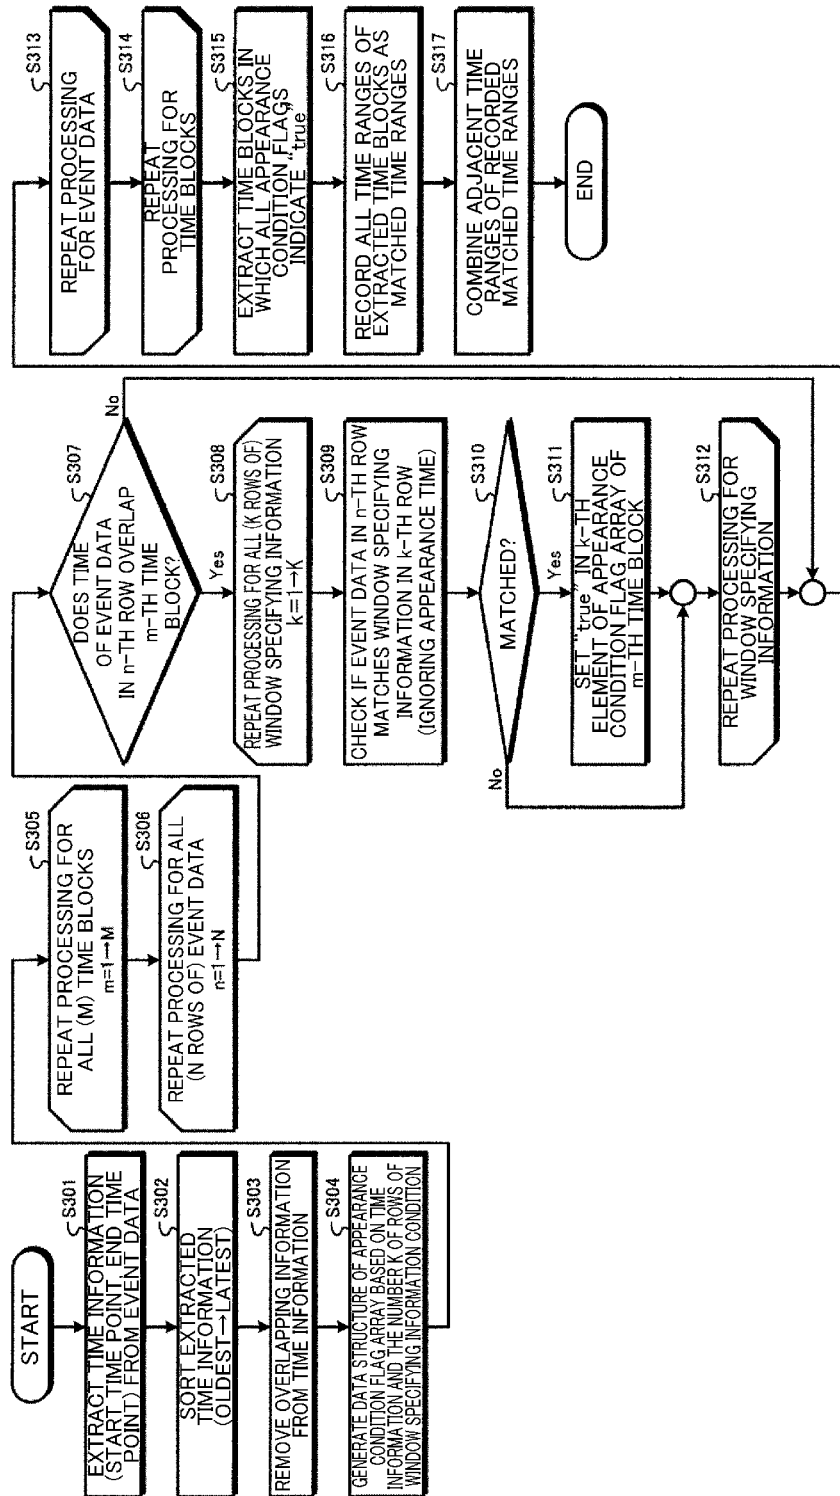 START
S301
EXTRACT TIME INFORMATION
(START TIME POINT, END TIME
POINT) FROM EVENT DATA
S302
SORT EXTRACTED
TIME INFORMATION
(OLDEST→LATEST)
S303
REMOVE OVERLAPPING INFORMATION
FROM TIME INFORMATION
S304
GENERATE DATA STRUCTURE OF APPEARANCE
CONDITION FLAG ARRAY BASED ON TIME
INFORMATION AND THE NUMBER K OF ROWS OF
WINDOW SPECIFYING INFORMATION CONDITION
S305
REPEAT PROCESSING FOR
ALL (M) TIME BLOCKS
m=1→M
S306
REPEAT PROCESSING FOR ALL
(N ROWS OF) EVENT DATA
n=1→N
S307
DOES TIME
OF EVENT DATA
IN n-TH ROW OVERLAP
m-TH TIME
BLOCK?
No
Yes
S308
REPEAT PROCESSING FOR ALL (K ROWS OF)
WINDOW SPECIFYING INFORMATION
k=1→K
S309
CHECK IF EVENT DATA IN n-TH ROW
MATCHES WINDOW SPECIFYING
INFORMATION IN k-TH ROW
(IGNORING APPEARANCE TIME)
S310
MATCHED?
No
Yes
S311
SET "true" IN k-TH
ELEMENT OF APPEARANCE
CONDITION FLAG ARRAY OF
m-TH TIME BLOCK
S312
REPEAT PROCESSING FOR
WINDOW SPECIFYING
INFORMATION
S313
REPEAT PROCESSING
FOR EVENT DATA
S314
REPEAT
PROCESSING FOR
TIME BLOCKS
S315
EXTRACT TIME BLOCKS IN
WHICH ALL APPEARANCE
CONDITION FLAGS
INDICATE "true"
S316
RECORD ALL TIME RANGES OF
EXTRACTED TIME BLOCKS AS
MATCHED TIME RANGES
S317
COMBINE ADJACENT TIME
RANGES OF RECORDED
MATCHED TIME RANGES
END